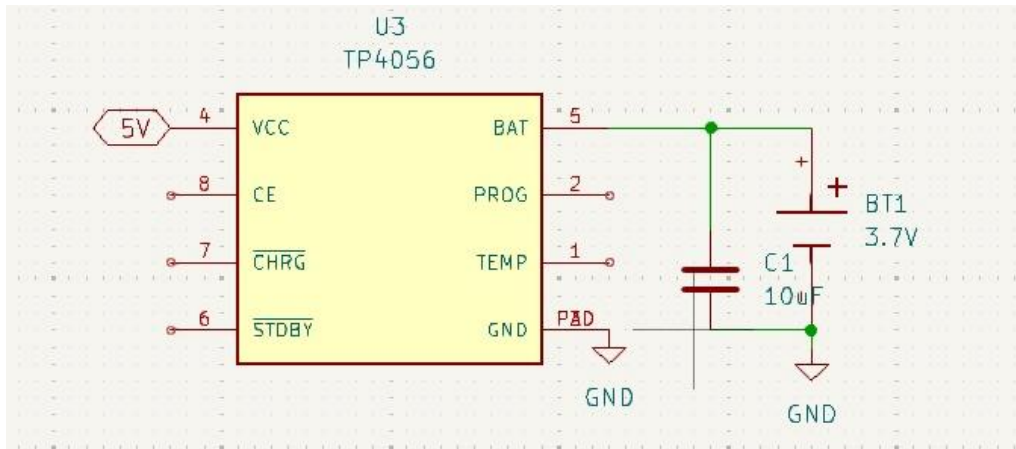 U3
TP4056
5V
4
VCC
BAT
5
8
CE
PROG
2
7
CHRG
TEMP
1
6
STDBY
GND
PAD
+
+
BT1
3.7V
C1
10uF
GND
GND